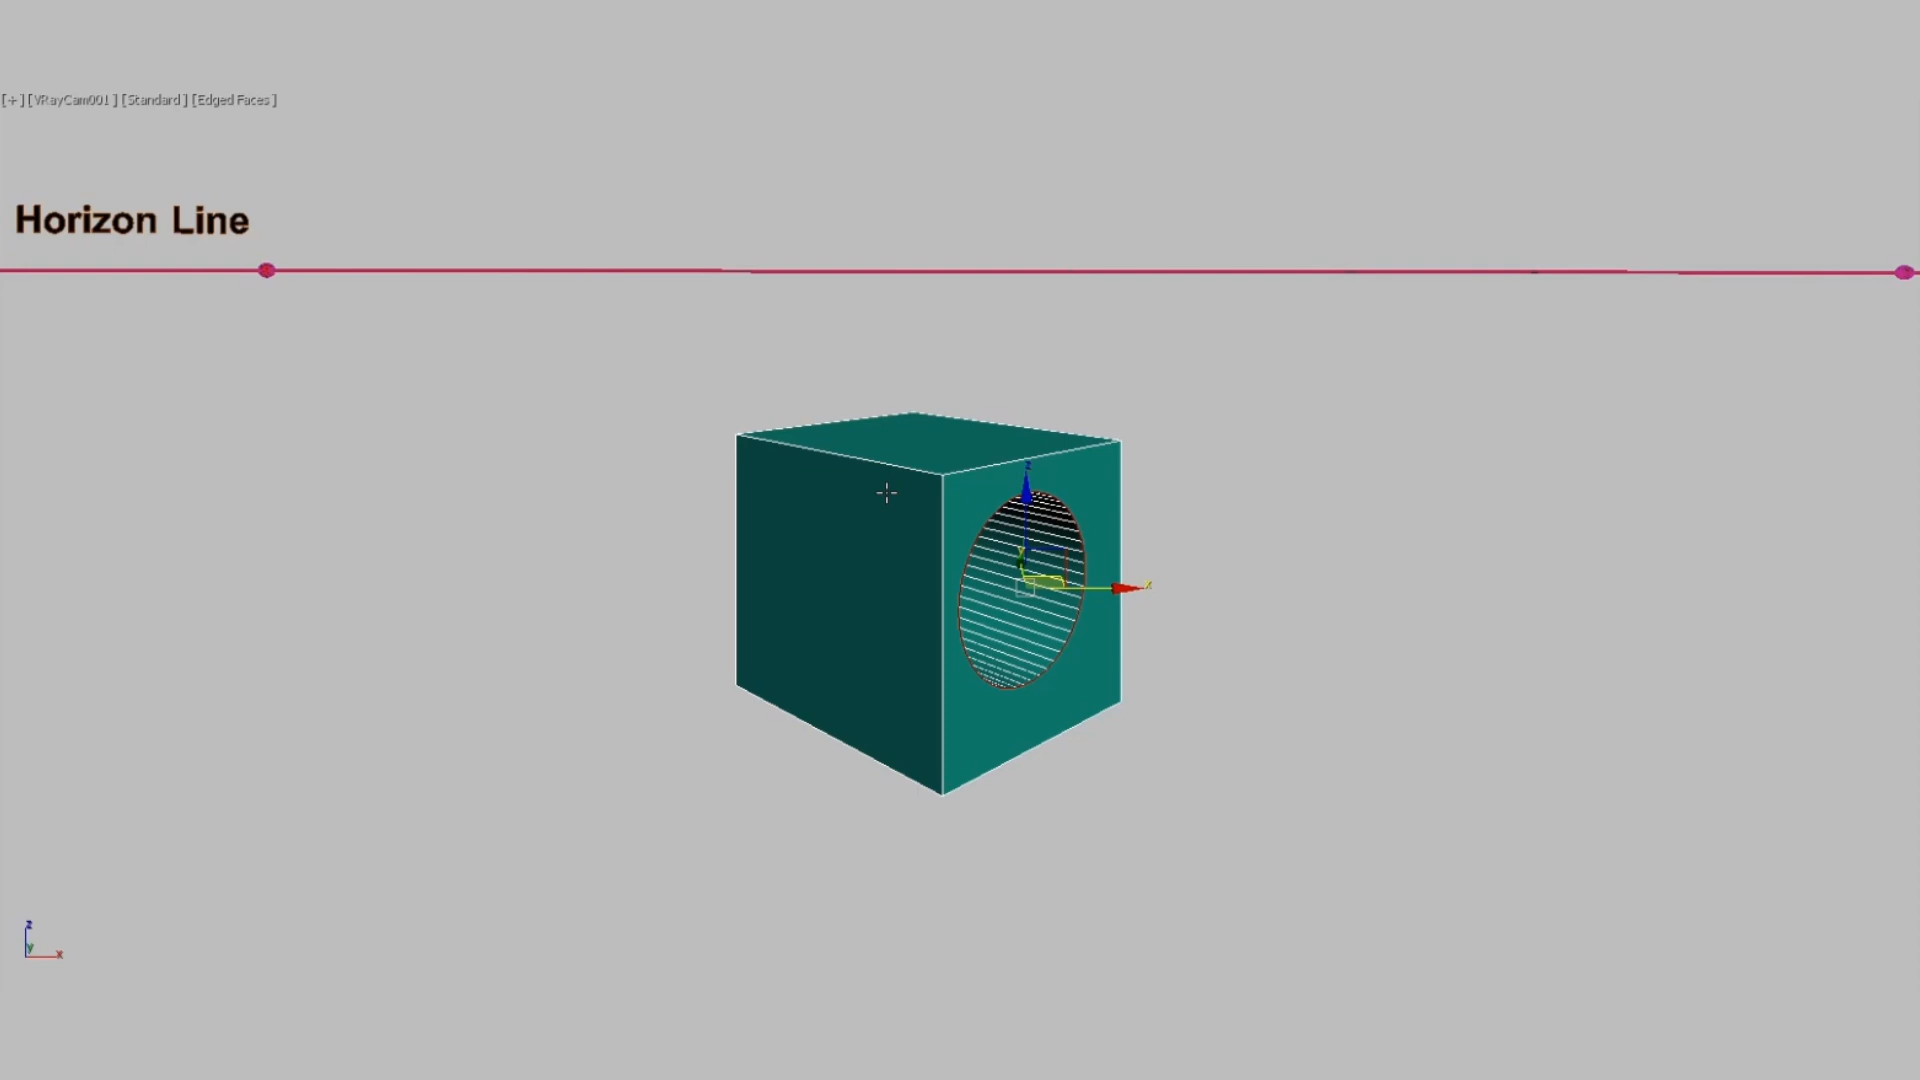 [+] [VRayCam001] [Standard] [Edged Faces]
Horizon Line
z
y
x
z
y
x